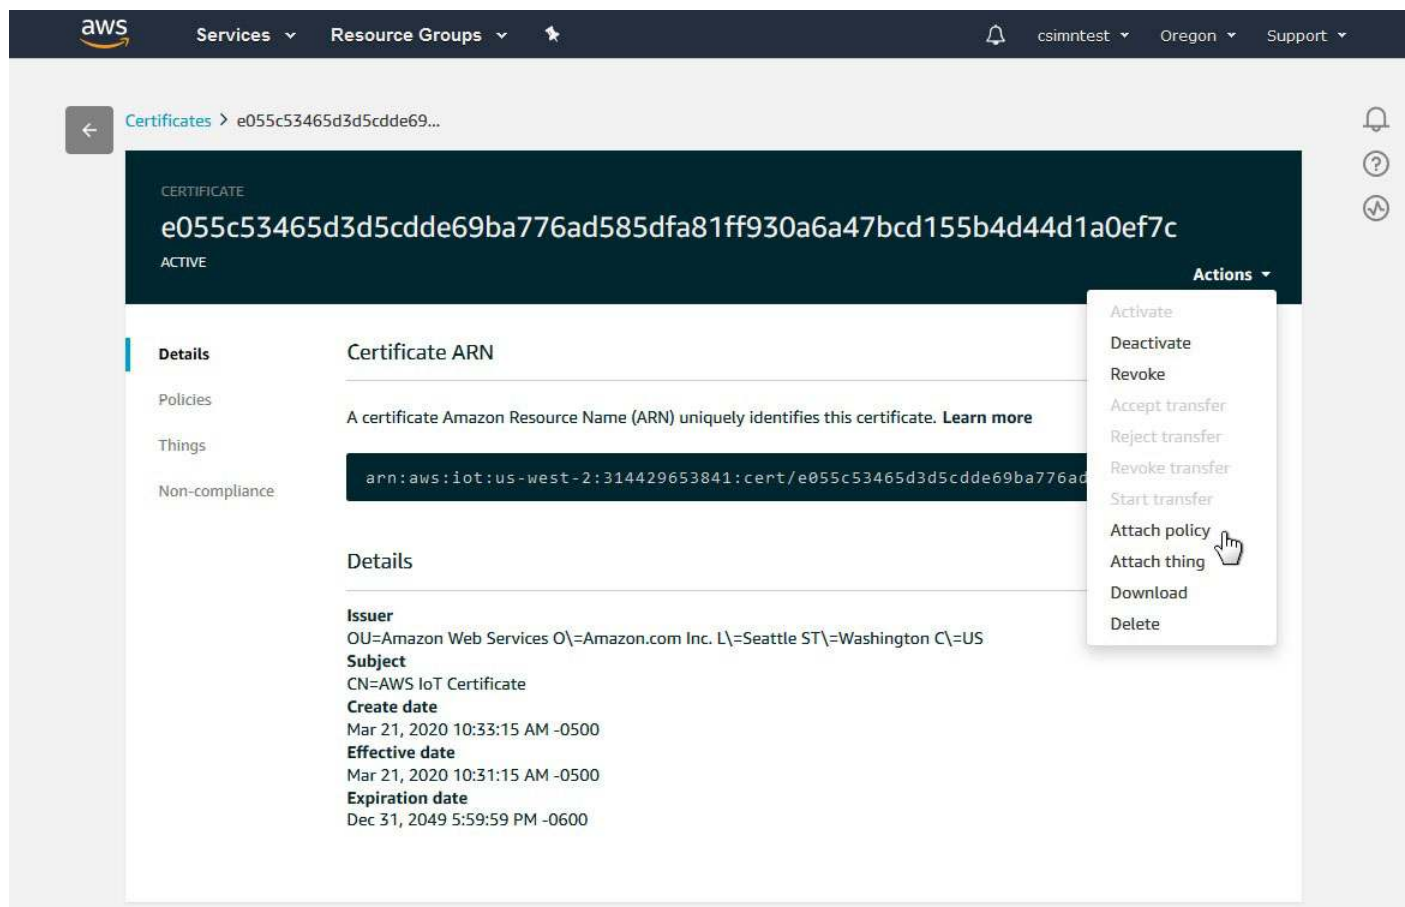 aws Services Resource Groups csimntest Oregon Support
Certificates > e055c53465d3d5cdde69...
CERTIFICATE
e055c53465d3d5cdde69ba776ad585dfa81ff930a6a47bcd155b4d44d1a0ef7c
ACTIVE
Actions
Activate
Deactivate
Revoke
Accept transfer
Reject transfer
Revoke transfer
Start transfer
Attach policy
Attach thing
Download
Delete
Details
Policies
Things
Non-compliance
Certificate ARN
A certificate Amazon Resource Name (ARN) uniquely identifies this certificate. Learn more
arn:aws:iot:us-west-2:314429653841:cert/e055c53465d3d5cdde69ba776ad
Details
Issuer
OU=Amazon Web Services O\=Amazon.com Inc. L\=Seattle ST\=Washington C\=US
Subject
CN=AWS IoT Certificate
Create date
Mar 21, 2020 10:33:15 AM -0500
Effective date
Mar 21, 2020 10:31:15 AM -0500
Expiration date
Dec 31, 2049 5:59:59 PM -0600